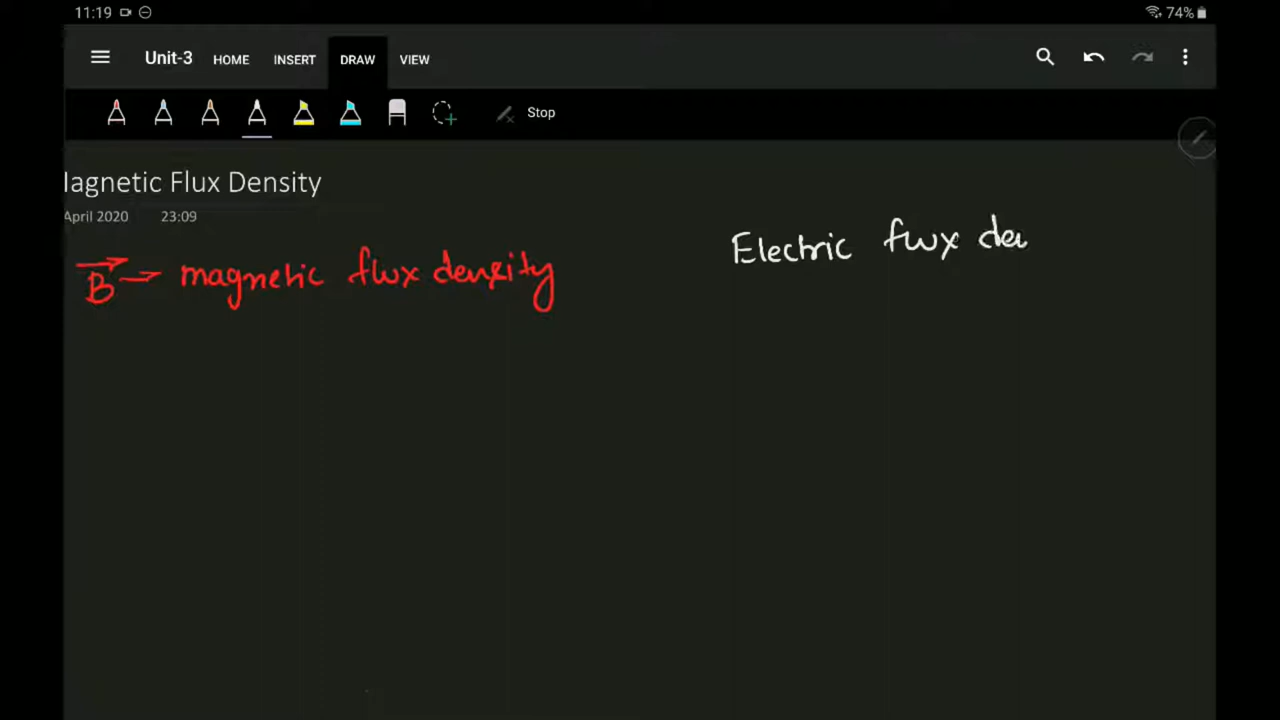 11:19 74%
Unit-3 HOME INSERT DRAW VIEW
Stop
lagnetic Flux Density
April 2020 23:09
B → magnetic flux density
Electric flux den